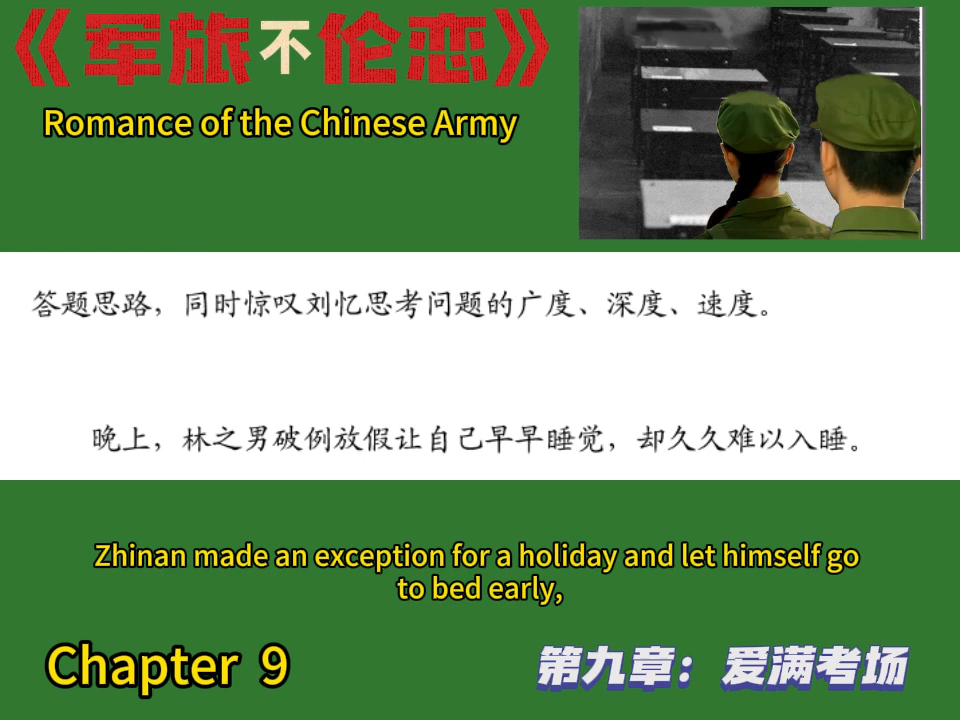 《军旅不伦恋》
Romance of the Chinese Army
答题思路，同时惊叹刘忆思考问题的广度、深度、速度。
晚上，林之男破例放假让自己早早睡觉，却久久难以入睡。
Zhinan made an exception for a holiday and let himself go
to bed early,
Chapter 9
第九章：爱满考场